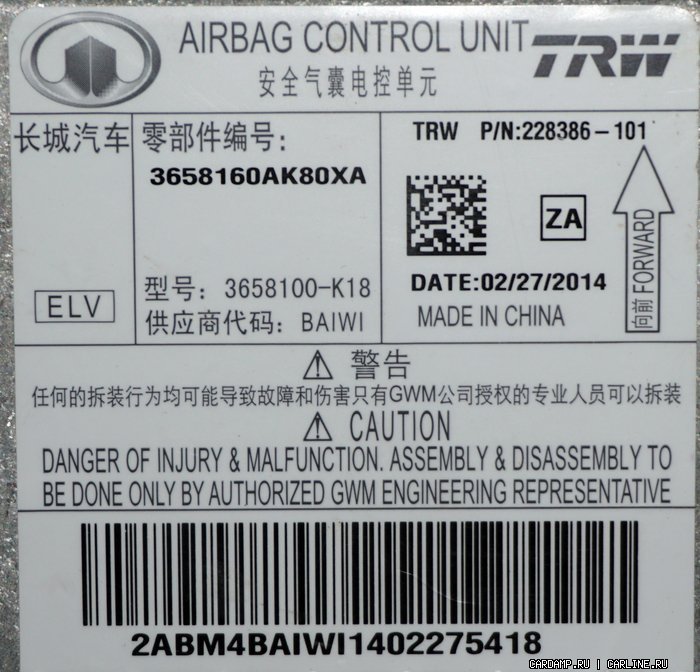 AIRBAG CONTROL UNIT
安全气囊电控单元
TRW
长城汽车
零部件编号:
3658160AK80XA
型号: 3658100-K18
供应商代码: BAIWI
ELV
TRW P/N:228386-101
ZA
DATE:02/27/2014
MADE IN CHINA
向前 FORWARD
警告
任何的拆装行为均可能导致故障和伤害只有GWM公司授权的专业人员可以拆装
CAUTION
DANGER OF INJURY & MALFUNCTION. ASSEMBLY & DISASSEMBLY TO
BE DONE ONLY BY AUTHORIZED GWM ENGINEERING REPRESENTATIVE
2ABM4BAIWI1402275418
CARDAMP.RU | CARLINE.RU